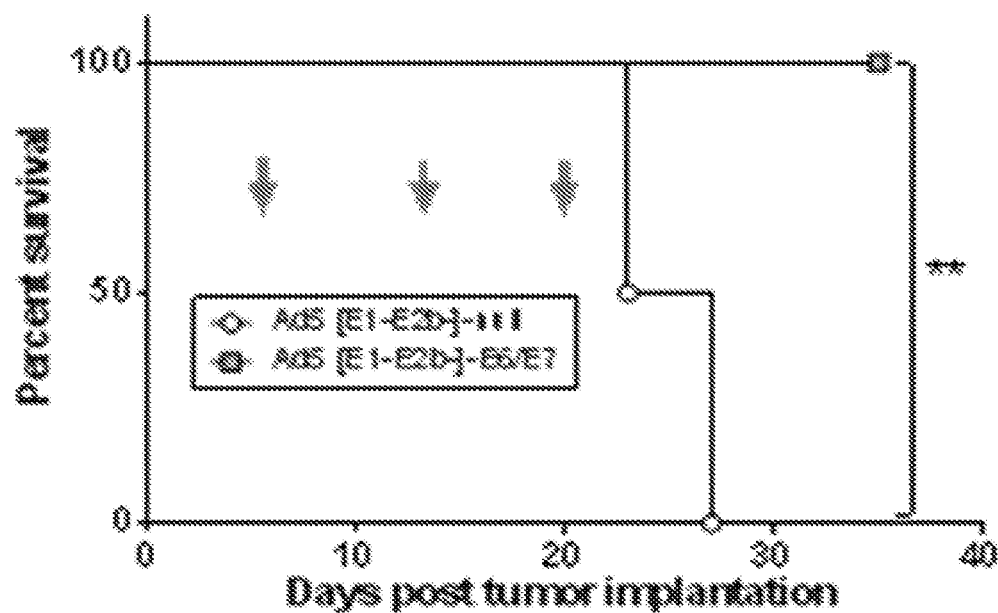 100
50
0
Percent survival
**
Ad5 [E1-E2b-]-
Ad5 [E1-E2b-]-E6/E7
0 10 20 30 40
Days post tumor implantation